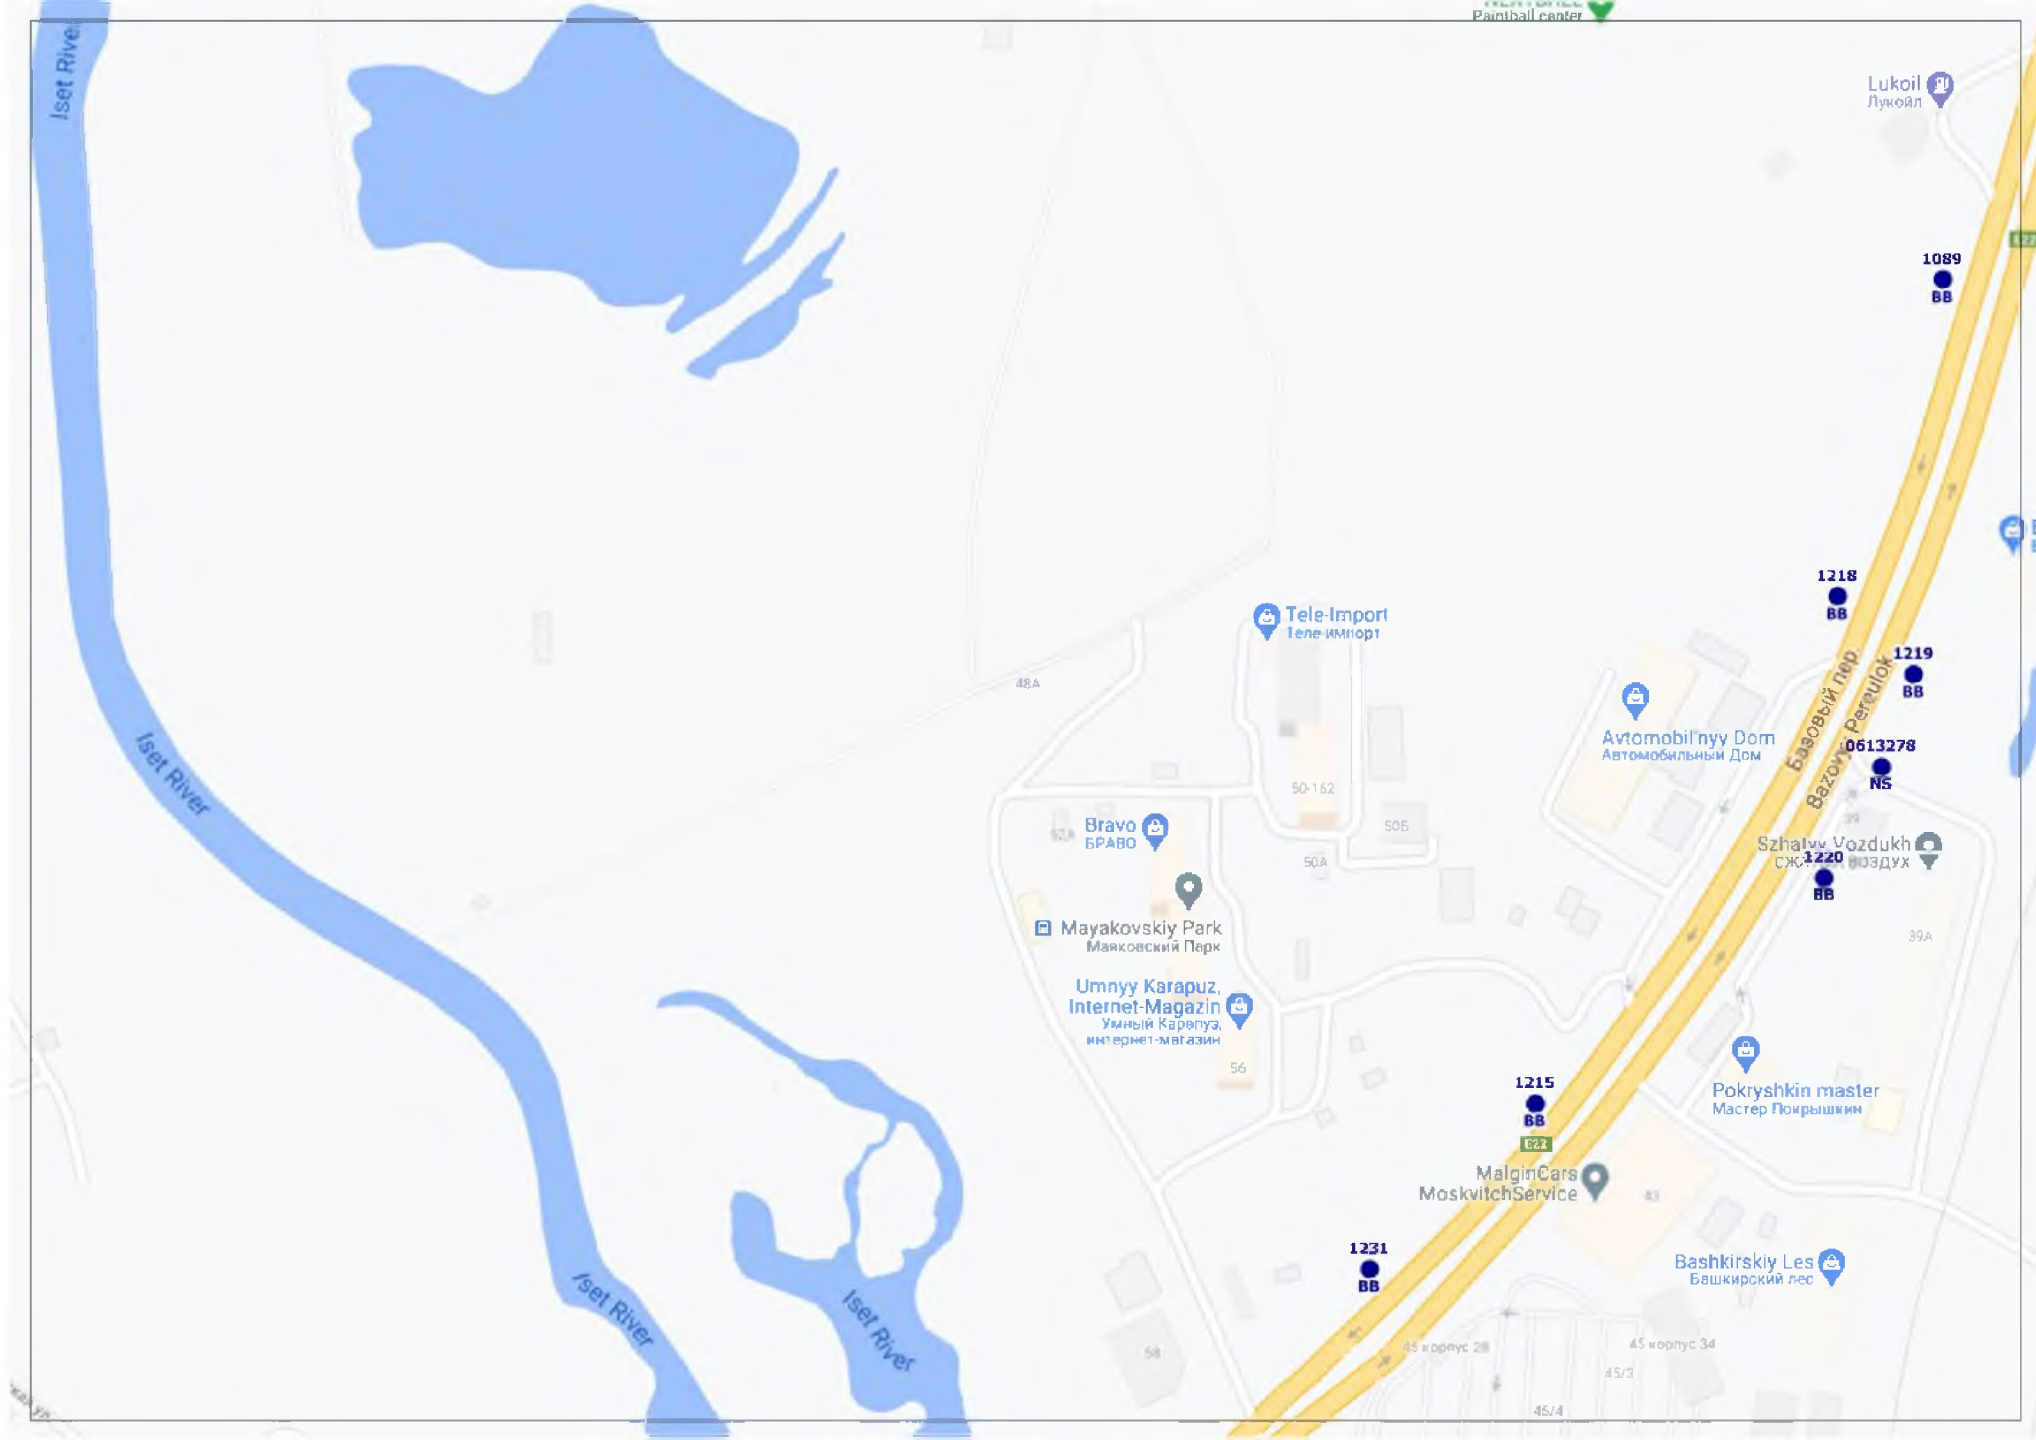 Paintball center
Iset River
Lukoil
Лукойл
1089
BB
1218
BB
Tele-Import
Теле-импорт
1219
BB
48А
Базовый пер.
Bazovyy Pereulok
Avtomobil'nyy Dom
Автомобильный Дом
0613278
NS
Iset River
50-162
52А
Bravo
БРАВО
50Б
50А
39
Szhatyy Vozdukh
1220
BB
Mayakovskiy Park
Маяковский Парк
39А
Umnyy Karapuz,
Internet-Magazin
Умный Карапуз,
интернет-магазин
56
1215
BB
E22
Pokryshkin master
Мастер Покрышкин
MalginCars
MoskvitchService
43
1231
BB
Bashkirskiy Les
Башкирский лес
Iset River
Iset River
58
45 корпус 28
45 корпус 34
45/3
45/4